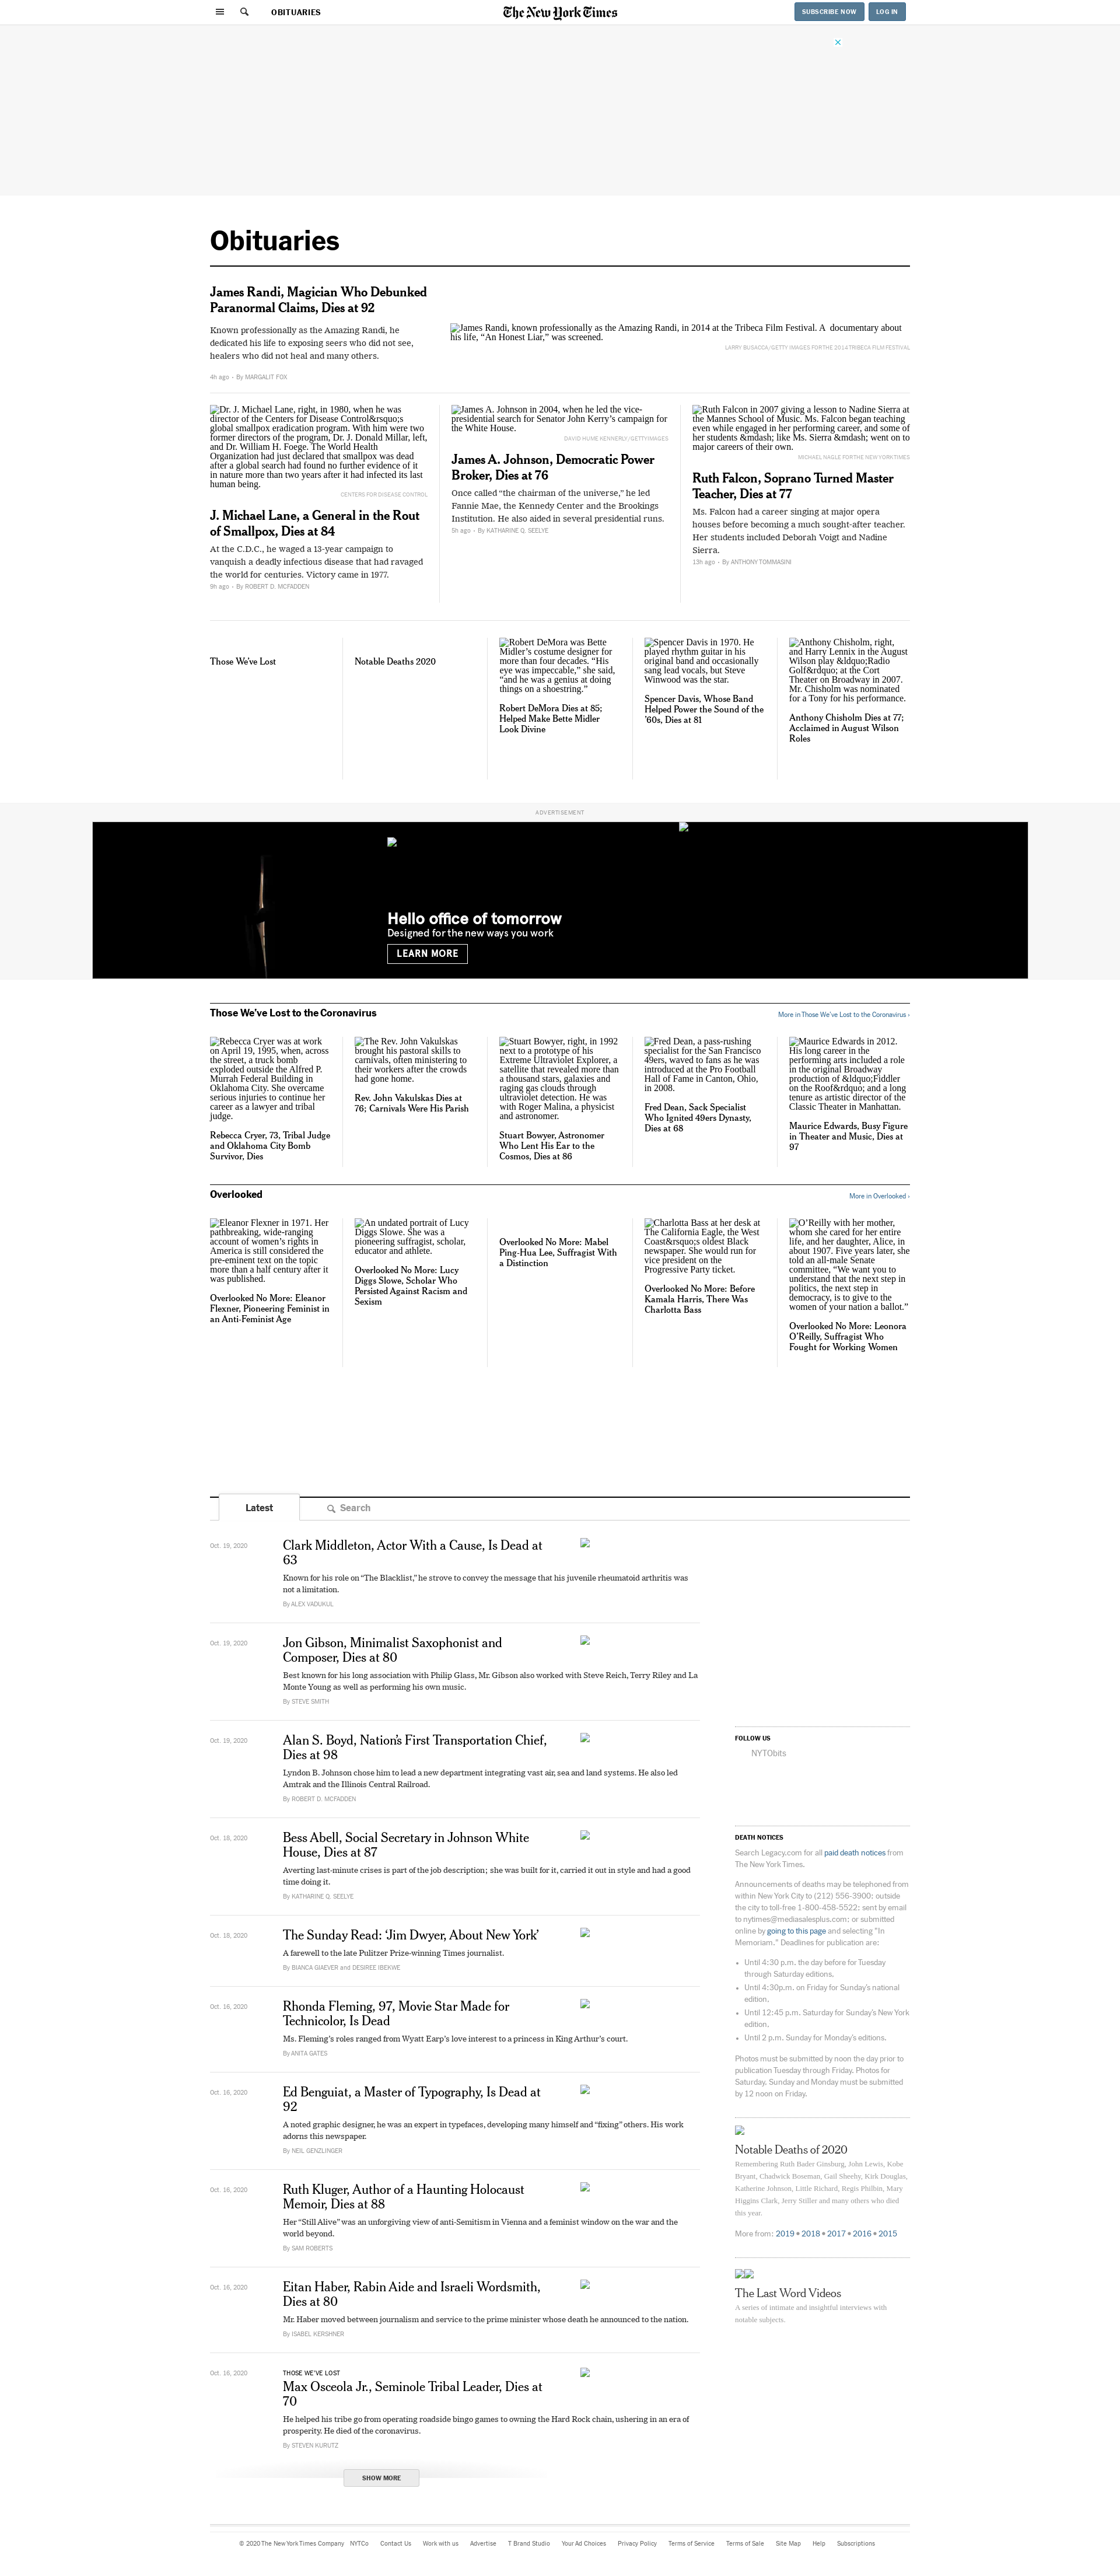 OBITUARIES
The New York Times
SUBSCRIBE NOW
LOG IN
Obituaries
James Randi, Magician Who Debunked
Paranormal Claims, Dies at 92
Known professionally as the Amazing Randi, he
dedicated his life to exposing seers who did not see,
healers who did not heal and many others.
4h ago • By MARGALIT FOX
James Randi, known professionally as the Amazing Randi, in 2014 at the Tribeca Film Festival. A documentary about
his life, “An Honest Liar,” was screened.
LARRY BUSACCA/GETTY IMAGES FOR THE 2014 TRIBECA FILM FESTIVAL
Dr. J. Michael Lane, right, in 1980, when he was
director of the Centers for Disease Control&rsquo;s
global smallpox eradication program. With him were two
former directors of the program, Dr. J. Donald Millar, left,
and Dr. William H. Foege. The World Health
Organization had just declared that smallpox was dead
after a global search had found no further evidence of it
in nature more than two years after it had infected its last
human being.
CENTERS FOR DISEASE CONTROL
J. Michael Lane, a General in the Rout
of Smallpox, Dies at 84
At the C.D.C., he waged a 13-year campaign to
vanquish a deadly infectious disease that had ravaged
the world for centuries. Victory came in 1977.
9h ago • By ROBERT D. MCFADDEN
James A. Johnson in 2004, when he led the vice-
presidential search for Senator John Kerry’s campaign for
the White House.
DAVID HUME KENNERLY/GETTY IMAGES
James A. Johnson, Democratic Power
Broker, Dies at 76
Once called “the chairman of the universe,” he led
Fannie Mae, the Kennedy Center and the Brookings
Institution. He also aided in several presidential runs.
5h ago • By KATHARINE Q. SEELYE
Ruth Falcon in 2007 giving a lesson to Nadine Sierra at
the Mannes School of Music. Ms. Falcon began teaching
even while engaged in her performing career, and some of
her students &mdash; like Ms. Sierra &mdash; went on to
major careers of their own.
MICHAEL NAGLE FOR THE NEW YORK TIMES
Ruth Falcon, Soprano Turned Master
Teacher, Dies at 77
Ms. Falcon had a career singing at major opera
houses before becoming a much sought-after teacher.
Her students included Deborah Voigt and Nadine
Sierra.
13h ago • By ANTHONY TOMMASINI
Those We’ve Lost
Notable Deaths 2020
Robert DeMora was Bette
Midler’s costume designer for
more than four decades. “His
eye was impeccable,” she said,
“and he was a genius at doing
things on a shoestring.”
Robert DeMora Dies at 85;
Helped Make Bette Midler
Look Divine
Spencer Davis in 1970. He
played rhythm guitar in his
original band and occasionally
sang lead vocals, but Steve
Winwood was the star.
Spencer Davis, Whose Band
Helped Power the Sound of the
’60s, Dies at 81
Anthony Chisholm, right,
and Harry Lennix in the August
Wilson play &ldquo;Radio
Golf&rdquo; at the Cort
Theater on Broadway in 2007.
Mr. Chisholm was nominated
for a Tony for his performance.
Anthony Chisholm Dies at 77;
Acclaimed in August Wilson
Roles
ADVERTISEMENT
Hello office of tomorrow
Designed for the new ways you work
LEARN MORE
Those We’ve Lost to the Coronavirus
More in Those We’ve Lost to the Coronavirus ›
Rebecca Cryer was at work
on April 19, 1995, when, across
the street, a truck bomb
exploded outside the Alfred P.
Murrah Federal Building in
Oklahoma City. She overcame
serious injuries to continue her
career as a lawyer and tribal
judge.
Rebecca Cryer, 73, Tribal Judge
and Oklahoma City Bomb
Survivor, Dies
The Rev. John Vakulskas
brought his pastoral skills to
carnivals, often ministering to
their workers after the crowds
had gone home.
Rev. John Vakulskas Dies at
76; Carnivals Were His Parish
Stuart Bowyer, right, in 1992
next to a prototype of his
Extreme Ultraviolet Explorer, a
satellite that revealed more than
a thousand stars, galaxies and
raging gas clouds through
ultraviolet detection. He was
with Roger Malina, a physicist
and astronomer.
Stuart Bowyer, Astronomer
Who Lent His Ear to the
Cosmos, Dies at 86
Fred Dean, a pass-rushing
specialist for the San Francisco
49ers, waved to fans as he was
introduced at the Pro Football
Hall of Fame in Canton, Ohio,
in 2008.
Fred Dean, Sack Specialist
Who Ignited 49ers Dynasty,
Dies at 68
Maurice Edwards in 2012.
His long career in the
performing arts included a role
in the original Broadway
production of &ldquo;Fiddler
on the Roof&rdquo; and a long
tenure as artistic director of the
Classic Theater in Manhattan.
Maurice Edwards, Busy Figure
in Theater and Music, Dies at
97
Overlooked
More in Overlooked ›
Eleanor Flexner in 1971. Her
pathbreaking, wide-ranging
account of women’s rights in
America is still considered the
pre-eminent text on the topic
more than a half century after it
was published.
Overlooked No More: Eleanor
Flexner, Pioneering Feminist in
an Anti-Feminist Age
An undated portrait of Lucy
Diggs Slowe. She was a
pioneering suffragist, scholar,
educator and athlete.
Overlooked No More: Lucy
Diggs Slowe, Scholar Who
Persisted Against Racism and
Sexism
Overlooked No More: Mabel
Ping-Hua Lee, Suffragist With
a Distinction
Charlotta Bass at her desk at
The California Eagle, the West
Coast&rsquo;s oldest Black
newspaper. She would run for
vice president on the
Progressive Party ticket.
Overlooked No More: Before
Kamala Harris, There Was
Charlotta Bass
O’Reilly with her mother,
whom she cared for her entire
life, and her daughter, Alice, in
about 1907. Five years later, she
told an all-male Senate
committee, “We want you to
understand that the next step in
politics, the next step in
democracy, is to give to the
women of your nation a ballot.”
Overlooked No More: Leonora
O’Reilly, Suffragist Who
Fought for Working Women
Latest
Search
Oct. 19, 2020
Clark Middleton, Actor With a Cause, Is Dead at
63
Known for his role on “The Blacklist,” he strove to convey the message that his juvenile rheumatoid arthritis was
not a limitation.
By ALEX VADUKUL
Oct. 19, 2020
Jon Gibson, Minimalist Saxophonist and
Composer, Dies at 80
Best known for his long association with Philip Glass, Mr. Gibson also worked with Steve Reich, Terry Riley and La
Monte Young as well as performing his own music.
By STEVE SMITH
Oct. 19, 2020
Alan S. Boyd, Nation’s First Transportation Chief,
Dies at 98
Lyndon B. Johnson chose him to lead a new department integrating vast air, sea and land systems. He also led
Amtrak and the Illinois Central Railroad.
By ROBERT D. MCFADDEN
Oct. 18, 2020
Bess Abell, Social Secretary in Johnson White
House, Dies at 87
Averting last-minute crises is part of the job description; she was built for it, carried it out in style and had a good
time doing it.
By KATHARINE Q. SEELYE
Oct. 18, 2020
The Sunday Read: ‘Jim Dwyer, About New York’
A farewell to the late Pulitzer Prize-winning Times journalist.
By BIANCA GIAEVER and DESIREE IBEKWE
Oct. 16, 2020
Rhonda Fleming, 97, Movie Star Made for
Technicolor, Is Dead
Ms. Fleming’s roles ranged from Wyatt Earp’s love interest to a princess in King Arthur’s court.
By ANITA GATES
Oct. 16, 2020
Ed Benguiat, a Master of Typography, Is Dead at
92
A noted graphic designer, he was an expert in typefaces, developing many himself and “fixing” others. His work
adorns this newspaper.
By NEIL GENZLINGER
Oct. 16, 2020
Ruth Kluger, Author of a Haunting Holocaust
Memoir, Dies at 88
Her “Still Alive” was an unforgiving view of anti-Semitism in Vienna and a feminist window on the war and the
world beyond.
By SAM ROBERTS
Oct. 16, 2020
Eitan Haber, Rabin Aide and Israeli Wordsmith,
Dies at 80
Mr. Haber moved between journalism and service to the prime minister whose death he announced to the nation.
By ISABEL KERSHNER
Oct. 16, 2020
THOSE WE’VE LOST
Max Osceola Jr., Seminole Tribal Leader, Dies at
70
He helped his tribe go from operating roadside bingo games to owning the Hard Rock chain, ushering in an era of
prosperity. He died of the coronavirus.
By STEVEN KURUTZ
SHOW MORE
FOLLOW US
NYTObits
DEATH NOTICES
Search Legacy.com for all paid death notices from
The New York Times.
Announcements of deaths may be telephoned from
within New York City to (212) 556-3900; outside
the city to toll-free 1-800-458-5522; sent by email
to nytimes@mediasalesplus.com; or submitted
online by going to this page and selecting "In
Memoriam." Deadlines for publication are:
• Until 4:30 p.m. the day before for Tuesday
through Saturday editions.
• Until 4:30p.m. on Friday for Sunday’s national
edition.
• Until 12:45 p.m. Saturday for Sunday’s New York
edition.
• Until 2 p.m. Sunday for Monday’s editions.
Photos must be submitted by noon the day prior to
publication Tuesday through Friday. Photos for
Saturday, Sunday and Monday must be submitted
by 12 noon on Friday.
Notable Deaths of 2020
Remembering Ruth Bader Ginsburg, John Lewis, Kobe
Bryant, Chadwick Boseman, Gail Sheehy, Kirk Douglas,
Katherine Johnson, Little Richard, Regis Philbin, Mary
Higgins Clark, Jerry Stiller and many others who died
this year.
More from: 2019 • 2018 • 2017 • 2016 • 2015
The Last Word Videos
A series of intimate and insightful interviews with
notable subjects.
© 2020 The New York Times Company NYTCo Contact Us Work with us Advertise T Brand Studio Your Ad Choices Privacy Policy Terms of Service Terms of Sale Site Map Help Subscriptions